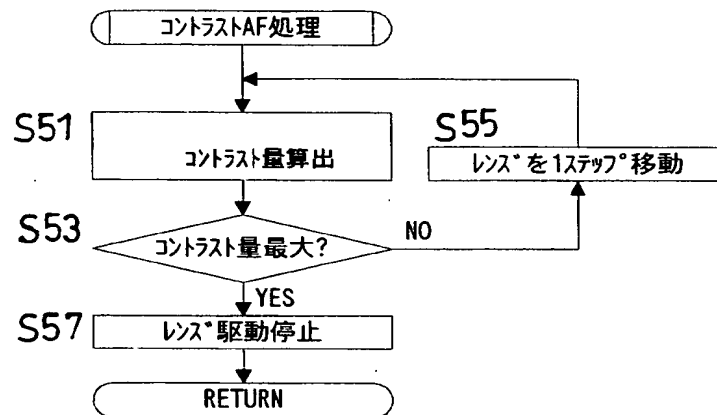 コントラストAF処理
S51
コントラスト量算出
S55
レンズを1ステップ移動
S53
コントラスト量最大?
NO
YES
S57
レンズ駆動停止
RETURN